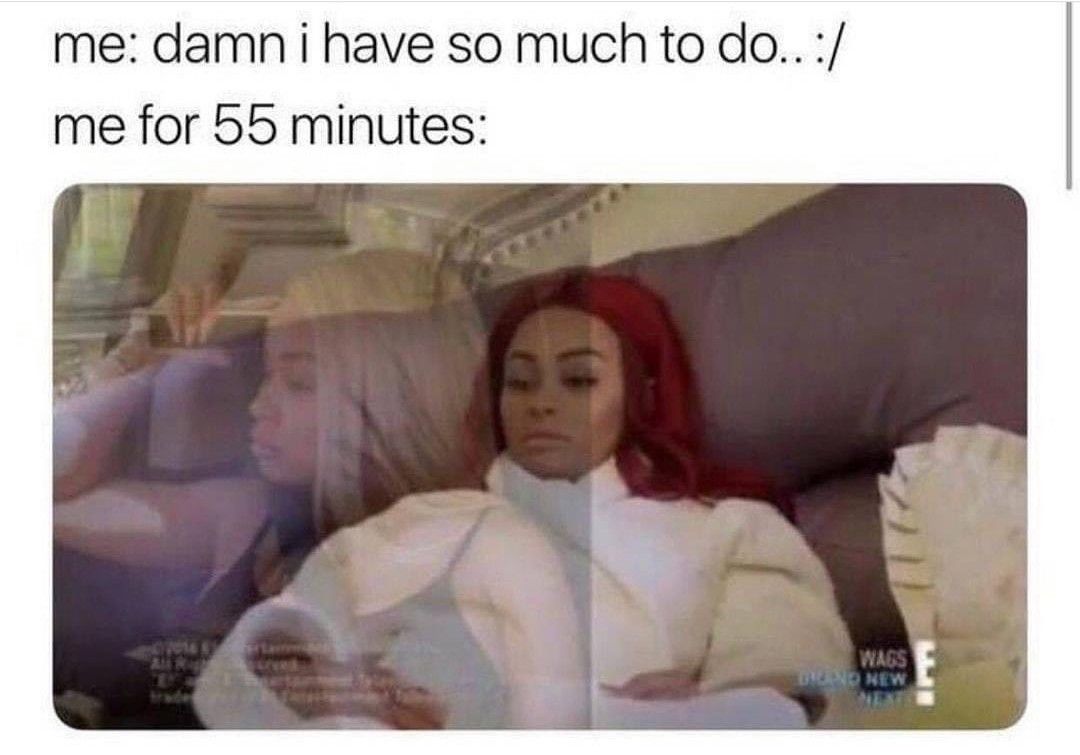 me: damn i have so much to do.. :/
me for 55 minutes:
WAGS
BRAND NEW
NEXT
E!